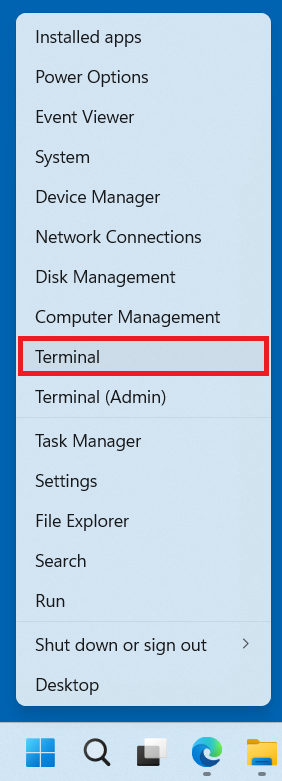 Installed apps
Power Options
Event Viewer
System
Device Manager
Network Connections
Disk Management
Computer Management
Terminal
Terminal (Admin)
Task Manager
Settings
File Explorer
Search
Run
Shut down or sign out
Desktop